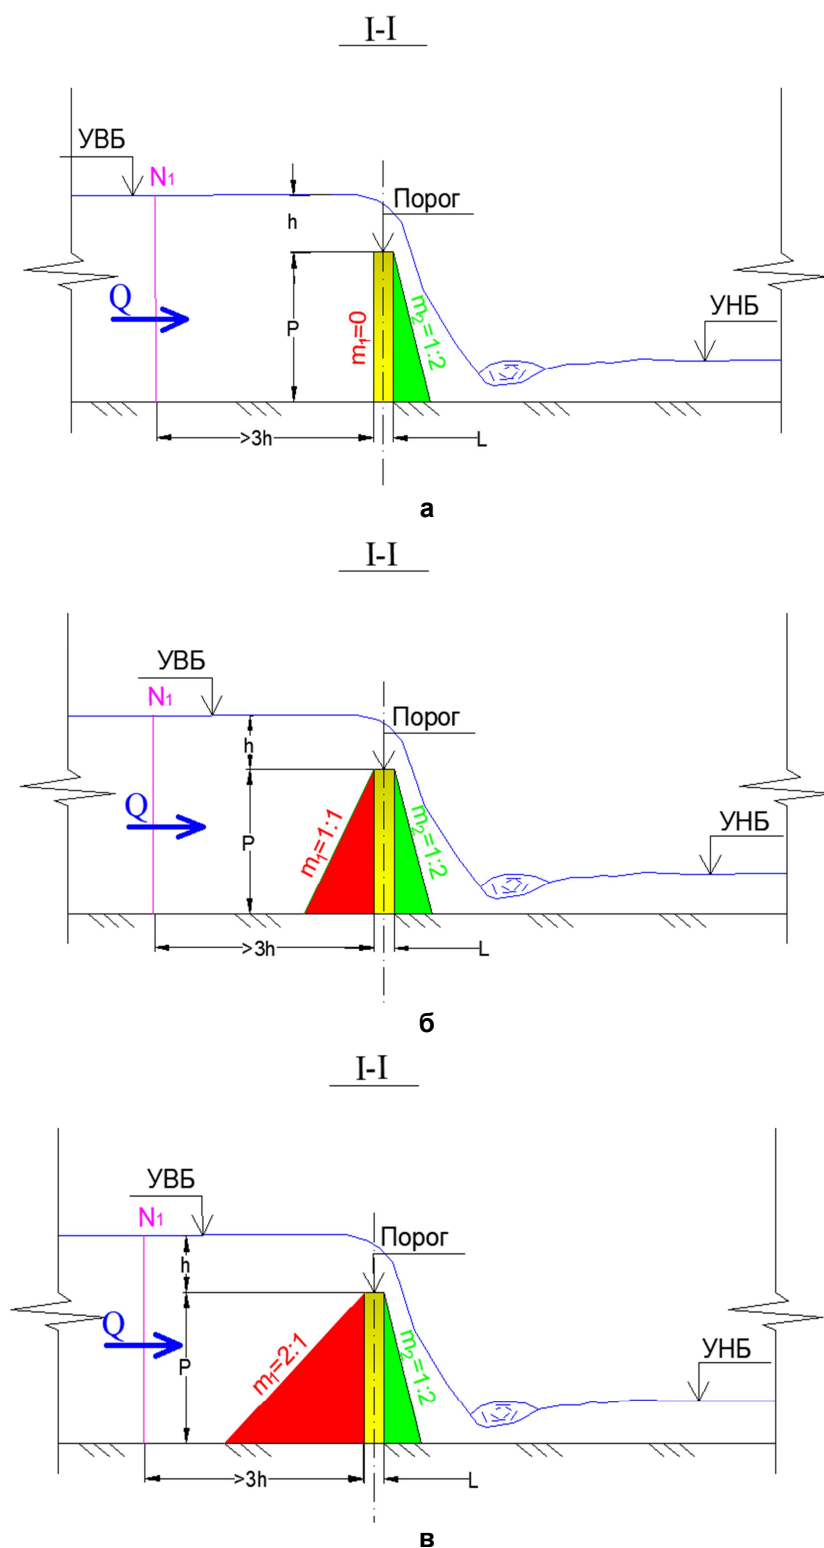 I-I
УВБ
N1
h
Порог
Q
P
m1=0
m2=1:2
УНБ
>3h
L
а
I-I
УВБ
N1
h
Порог
Q
P
m1=1:1
m2=1:2
УНБ
>3h
L
б
I-I
УВБ
N1
h
Порог
Q
P
m1=2:1
m2=1:2
УНБ
>3h
L
в